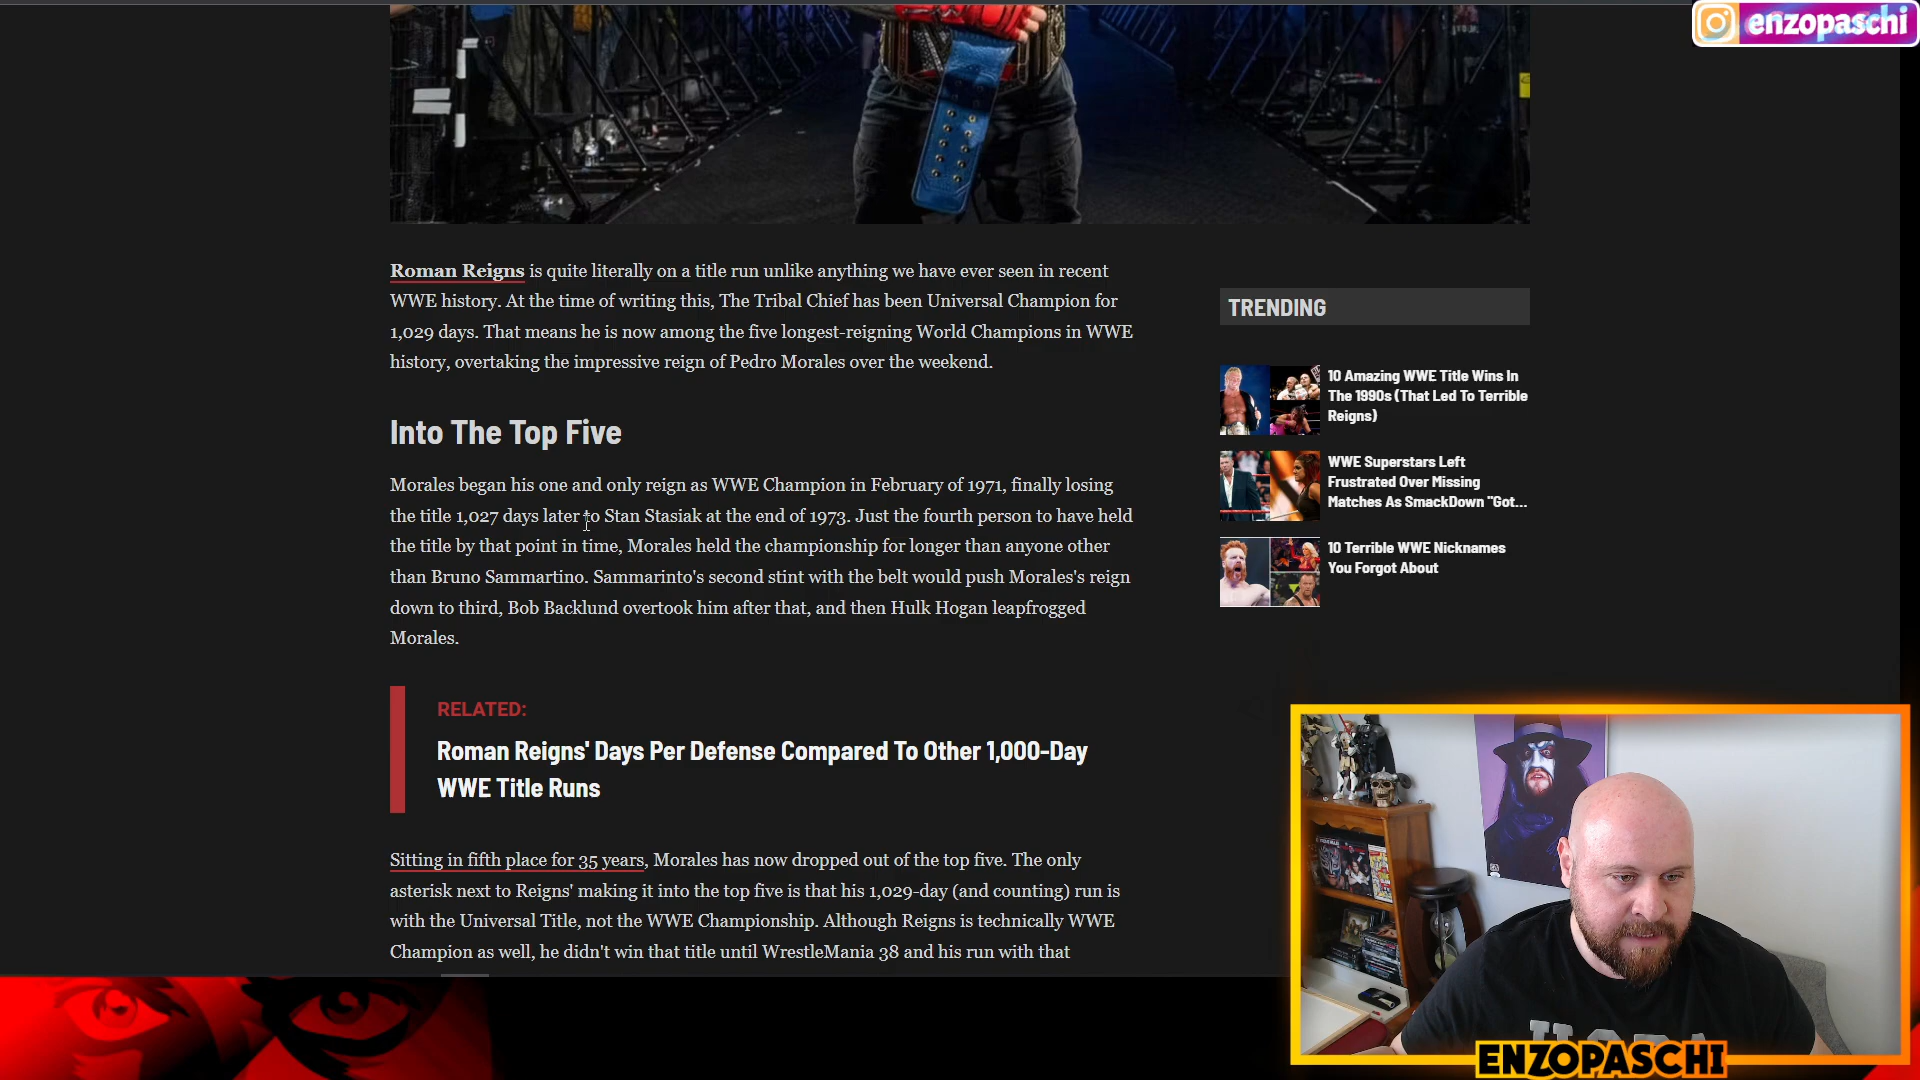 enzopaschi
Roman Reigns is quite literally on a title run unlike anything we have ever seen in recent
WWE history. At the time of writing this, The Tribal Chief has been Universal Champion for
1,029 days. That means he is now among the five longest-reigning World Champions in WWE
history, overtaking the impressive reign of Pedro Morales over the weekend.
Into The Top Five
Morales began his one and only reign as WWE Champion in February of 1971, finally losing
the title 1,027 days later to Stan Stasiak at the end of 1973. Just the fourth person to have held
the title by that point in time, Morales held the championship for longer than anyone other
than Bruno Sammartino. Sammarinto's second stint with the belt would push Morales's reign
down to third, Bob Backlund overtook him after that, and then Hulk Hogan leapfrogged
Morales.
RELATED:
Roman Reigns' Days Per Defense Compared To Other 1,000-Day
WWE Title Runs
Sitting in fifth place for 35 years, Morales has now dropped out of the top five. The only
asterisk next to Reigns' making it into the top five is that his 1,029-day (and counting) run is
with the Universal Title, not the WWE Championship. Although Reigns is technically WWE
Champion as well, he didn't win that title until WrestleMania 38 and his run with that
TRENDING
10 Amazing WWE Title Wins In
The 1990s (That Led To Terrible
Reigns)
WWE Superstars Left
Frustrated Over Missing
Matches As SmackDown "Got...
10 Terrible WWE Nicknames
You Forgot About
ENZOPASCHI